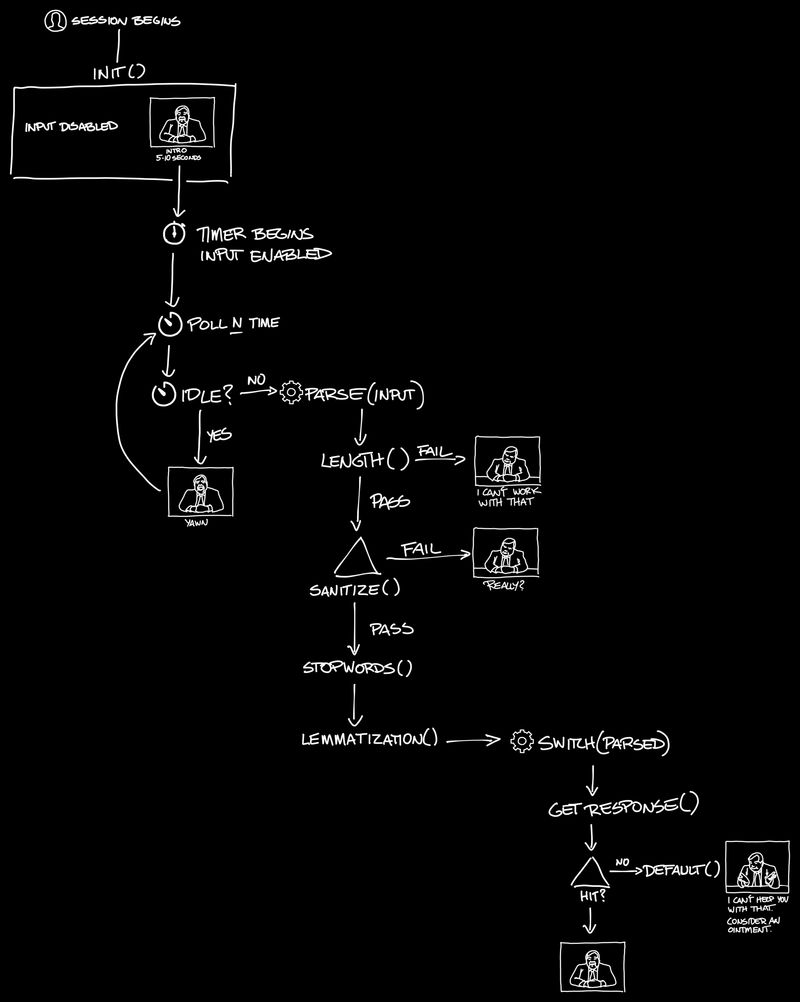 SESSION BEGINS
INIT()
INPUT DISABLED
INTRO
5-10 SECONDS
TIMER BEGINS
INPUT ENABLED
POLL N TIME
IDLE?
NO
PARSE(INPUT)
YES
YAWN
LENGTH()
FAIL
I CAN'T WORK
WITH THAT
PASS
FAIL
"REALLY?"
SANITIZE()
PASS
STOPWORDS()
LEMMATIZATION()
SWITCH(PARSED)
GET RESPONSE()
HIT?
NO
DEFAULT()
I CAN'T HELP YOU
WITH THAT.
CONSIDER AN
OINTMENT.